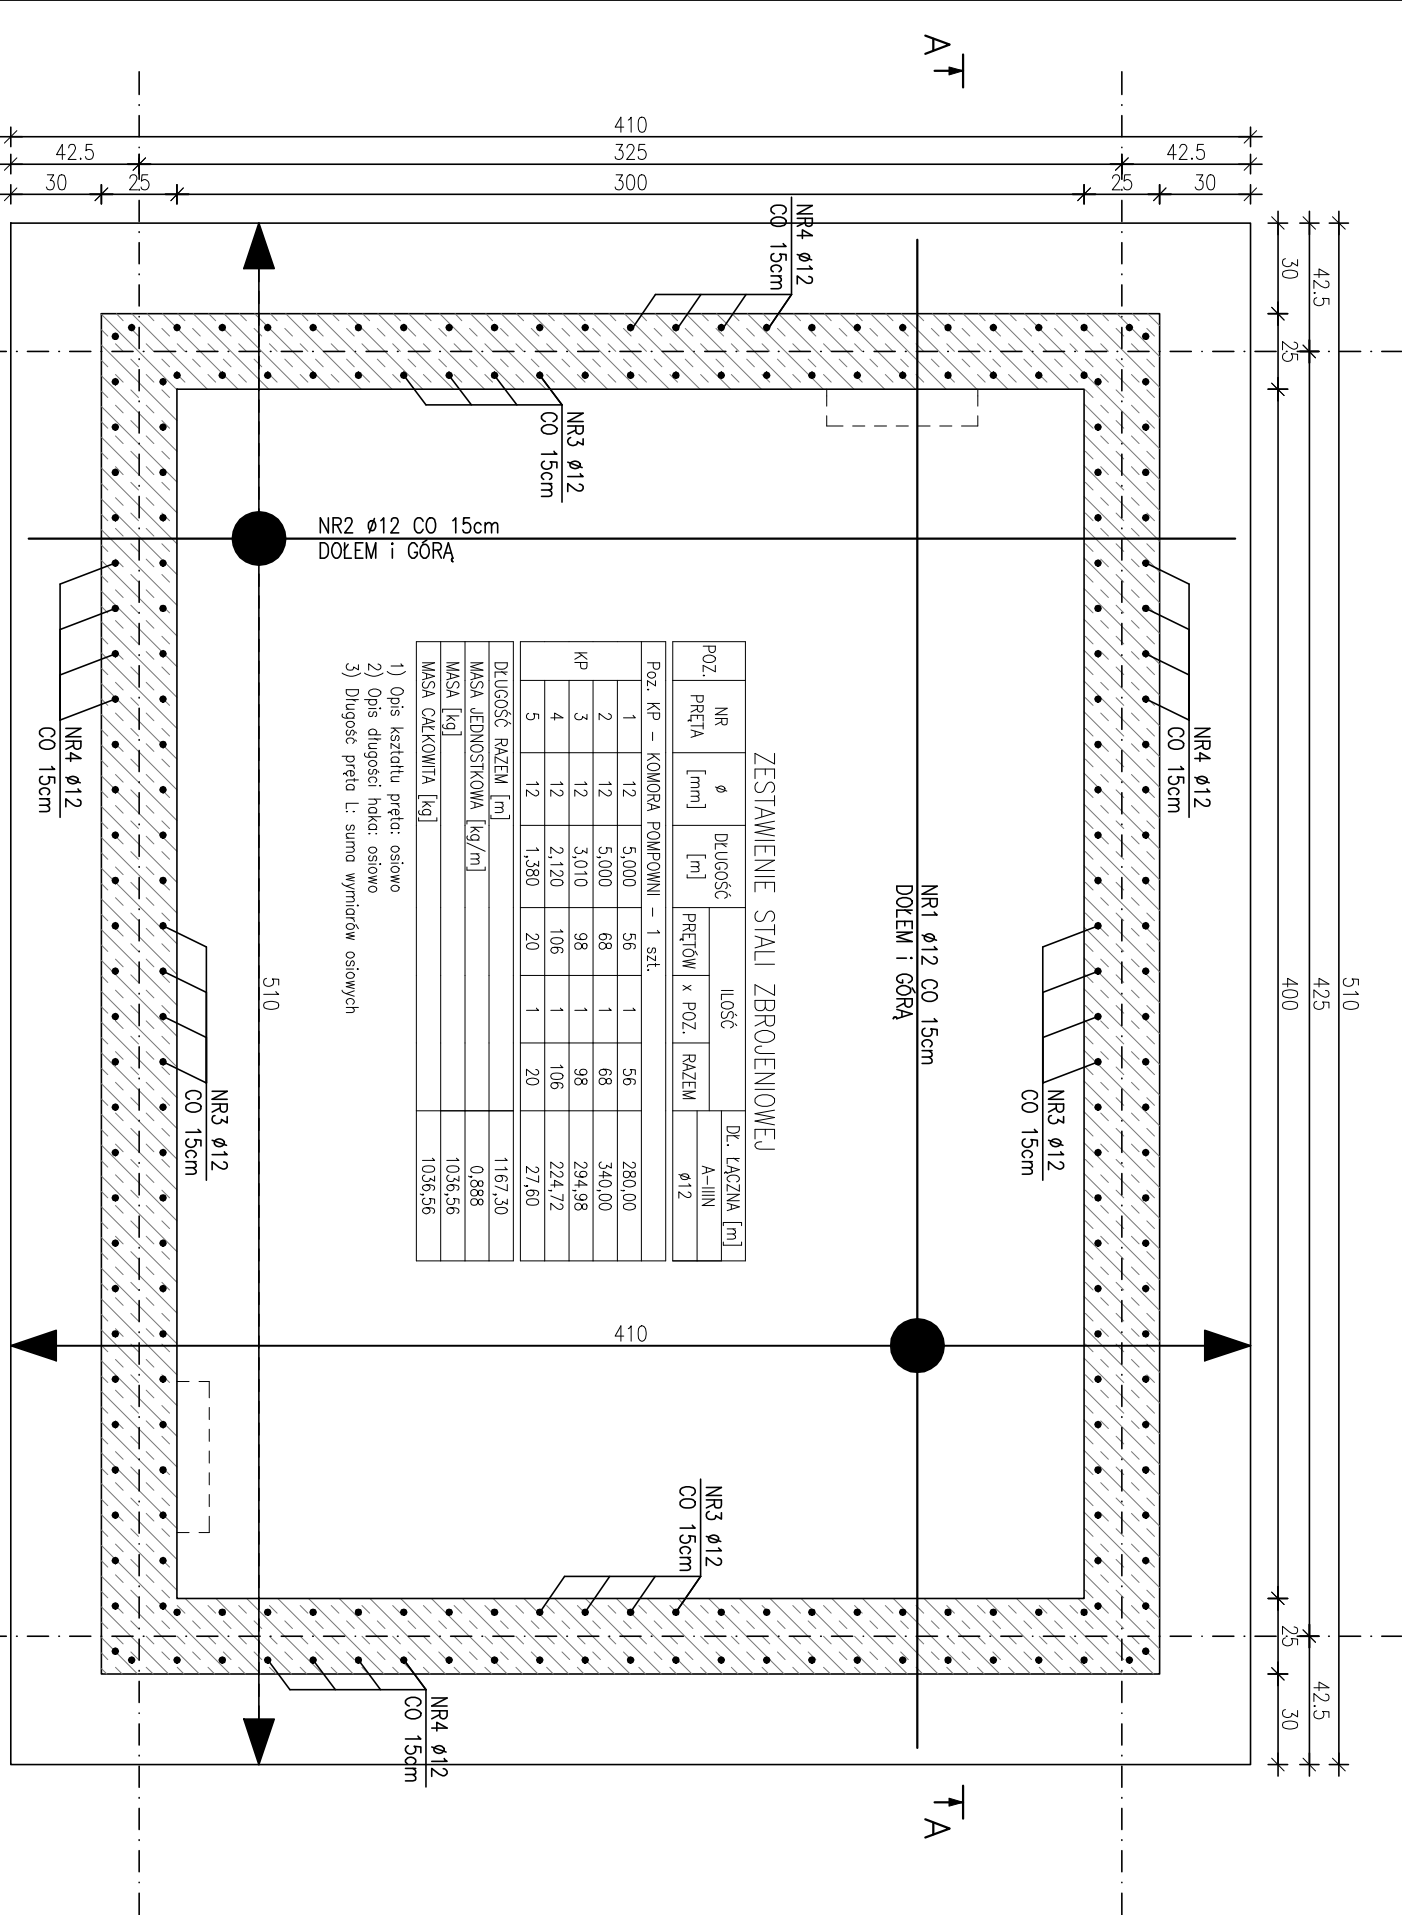 A
A
410
42.5
325
42.5
30
25
300
25
30
510
42.5
425
42.5
30
25
400
25
30
NR4 ø12
CO 15cm
NR3 ø12
CO 15cm
NR2 ø12 CO 15cm
DOŁEM i GÓRĄ
NR4 ø12
CO 15cm
NR4 ø12
CO 15cm
NR1 ø12 CO 15cm
DOŁEM i GÓRĄ
NR3 ø12
CO 15cm
NR3 ø12
CO 15cm
NR3 ø12
CO 15cm
NR4 ø12
CO 15cm
510
410
ZESTAWIENIE STALI ZBROJENIOWEJ
POZ. NR PRĘTA ø [mm] DŁUGOŚĆ [m] ILOŚĆ PRĘTÓW x POZ. RAZEM DŁ. ŁĄCZNA [m] A-IIIN ø12
Poz. KP - KOMORA POMPOWNI - 1 szt.
KP
1 12 5,000 56 1 56 280,00
2 12 5,000 68 1 68 340,00
3 12 3,010 98 1 98 294,98
4 12 2,120 106 1 106 224,72
5 12 1,380 20 1 20 27,60
DŁUGOŚĆ RAZEM [m] 1167,30
MASA JEDNOSTKOWA [kg/m] 0,888
MASA [kg] 1036,56
MASA CAŁKOWITA [kg] 1036,56
1) Opis kształtu pręta: osiowo
2) Opis długości haka: osiowo
3) Długość pręta L: suma wymiarów osiowych